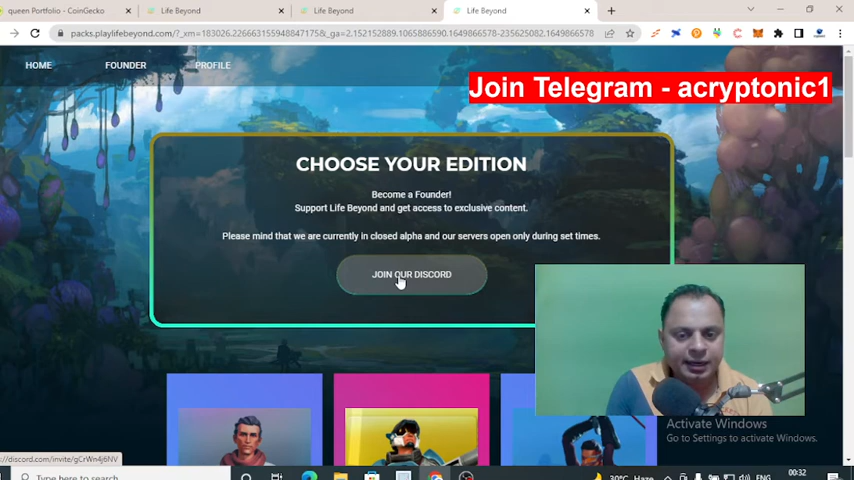 queen Portfolio - CoinGecko
Life Beyond
Life Beyond
Life Beyond
packs.playlifebeyond.com/?_xm=183026.2266631559488471​75&_ga=2.152152889.1065886590.1649866578-235625082.1649866578
HOME
FOUNDER
PROFILE
Join Telegram - acryptonic1
CHOOSE YOUR EDITION
Become a Founder!
Support Life Beyond and get access to exclusive content.
Please mind that we are currently in closed alpha and our servers open only during set times.
JOIN OUR DISCORD
Activate Windows
Go to Settings to activate Windows.
://discord.com/invite/gCrWn4j6NV
Type here to search
30°C Haze
ENG
00:32